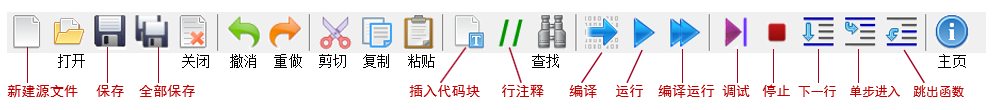 打开 关闭 撤消 重做 剪切 复制 粘贴 查找 主页
新建源文件 保存 全部保存 插入代码块 行注释 编译 运行 编译运行 调试 停止 下一行 单步进入 跳出函数